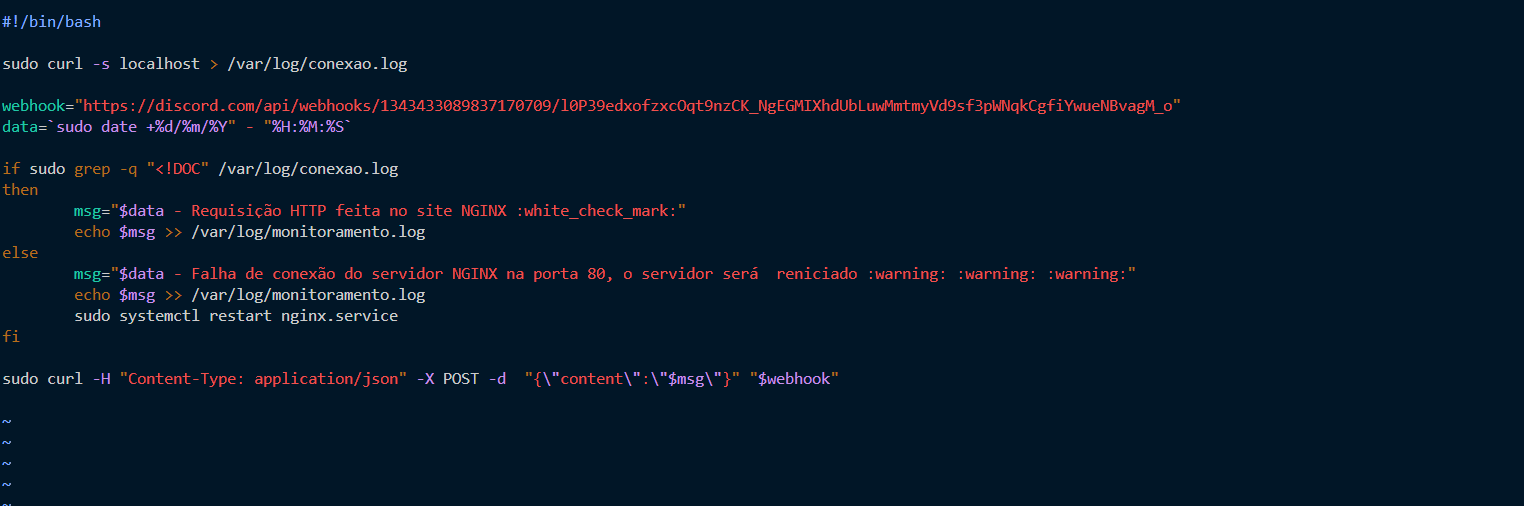 #!/bin/bash
sudo curl -s localhost > /var/log/conexao.log
webhook="https://discord.com/api/webhooks/1343433089837170709/l0P39edxofzxcOqt9nzCK_NgEGMIXhdUbLuwMmtmyVd9sf3pWNqkCgfiYwueNBvagM_o"
data=`sudo date +%d/%m/%Y" - "%H:%M:%S`
if sudo grep -q "<!DOC" /var/log/conexao.log
then
        msg="$data - Requisição HTTP feita no site NGINX :white_check_mark:"
        echo $msg >> /var/log/monitoramento.log
else
        msg="$data - Falha de conexão do servidor NGINX na porta 80, o servidor será  reniciado :warning: :warning: :warning:"
        echo $msg >> /var/log/monitoramento.log
        sudo systemctl restart nginx.service
fi
sudo curl -H "Content-Type: application/json" -X POST -d  "{\"content\":\"$msg\"}" "$webhook"
~
~
~
~
~